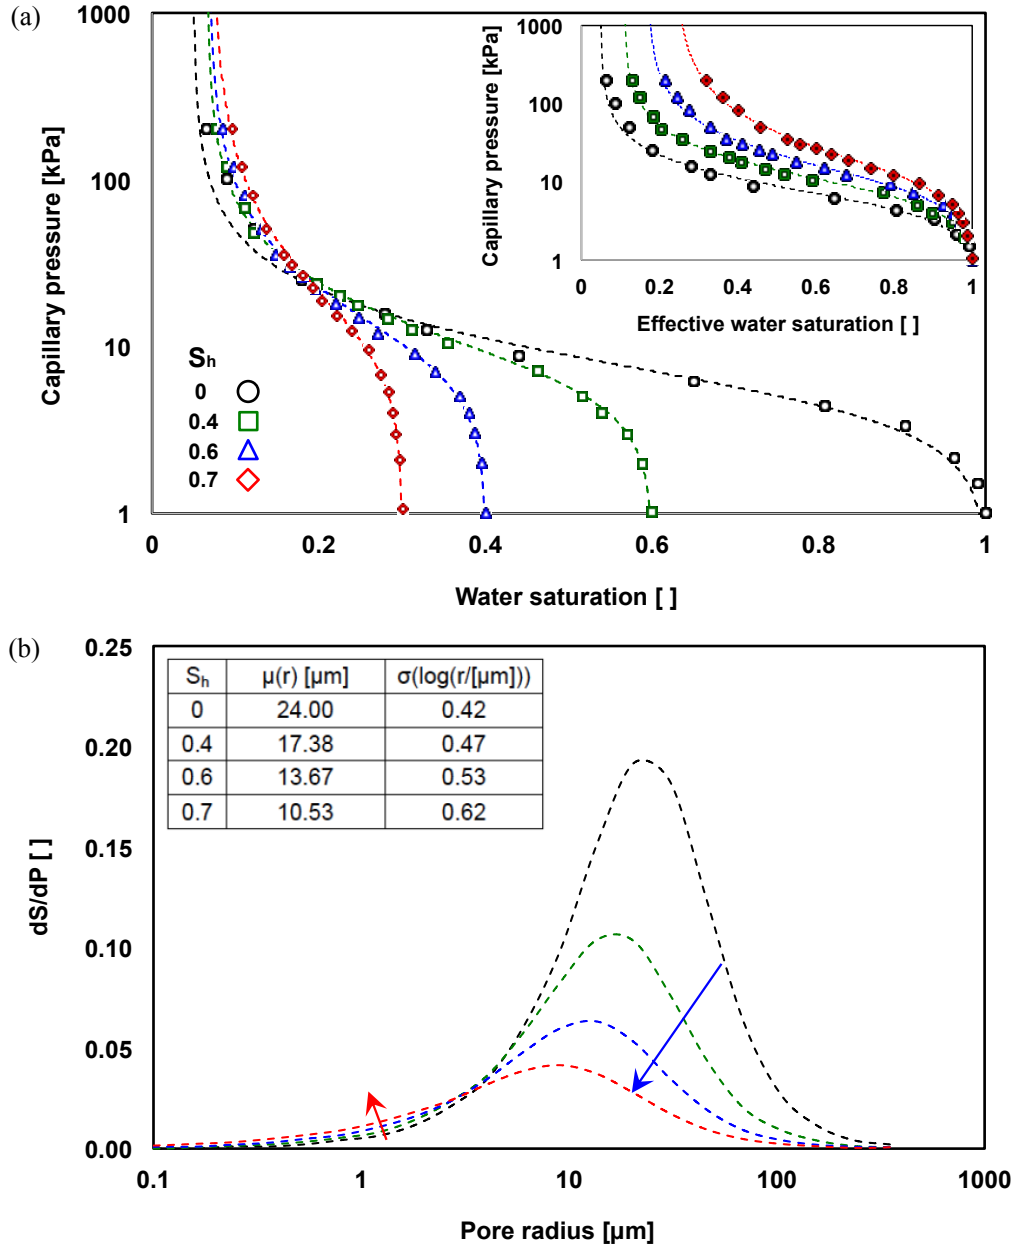 (a)
1000
100
10
1
Capillary pressure [kPa]
0
0.2
0.4
0.6
0.8
1
Water saturation [ ]
Sh
0
0.4
0.6
0.7
1000
100
10
1
Capillary pressure [kPa]
0
0.2
0.4
0.6
0.8
1
Effective water saturation [ ]
(b)
0.25
0.20
0.15
0.10
0.05
0.00
dS/dP [ ]
Sh μ(r) [μm] σ(log(r/[μm]))
0 24.00 0.42
0.4 17.38 0.47
0.6 13.67 0.53
0.7 10.53 0.62
0.1
1
10
100
1000
Pore radius [μm]